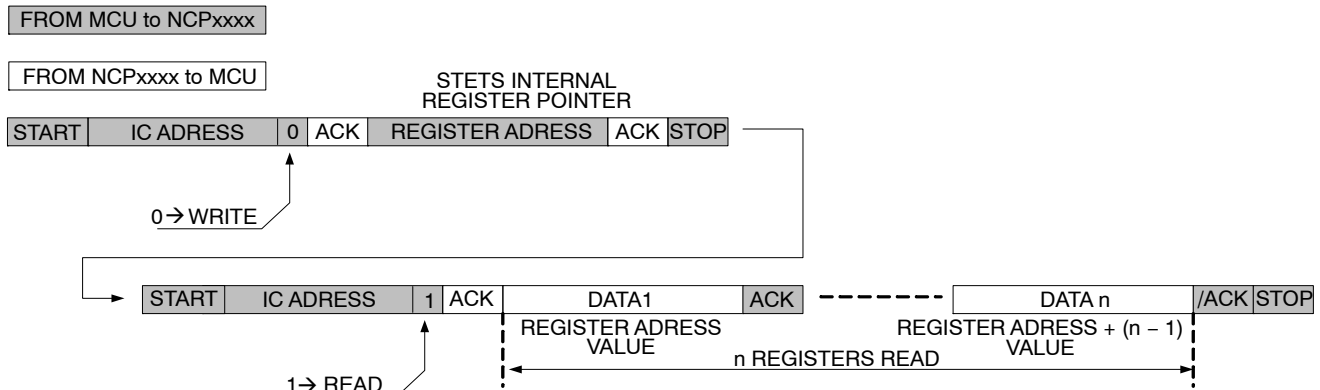 FROM MCU to NCPxxxx
FROM NCPxxxx to MCU
STETS INTERNAL
REGISTER POINTER
START IC ADRESS 0 ACK REGISTER ADRESS ACK STOP
0→WRITE
START IC ADRESS 1 ACK DATA1 ACK DATA n /ACK STOP
REGISTER ADRESS
VALUE
REGISTER ADRESS + (n − 1)
VALUE
n REGISTERS READ
1→ READ